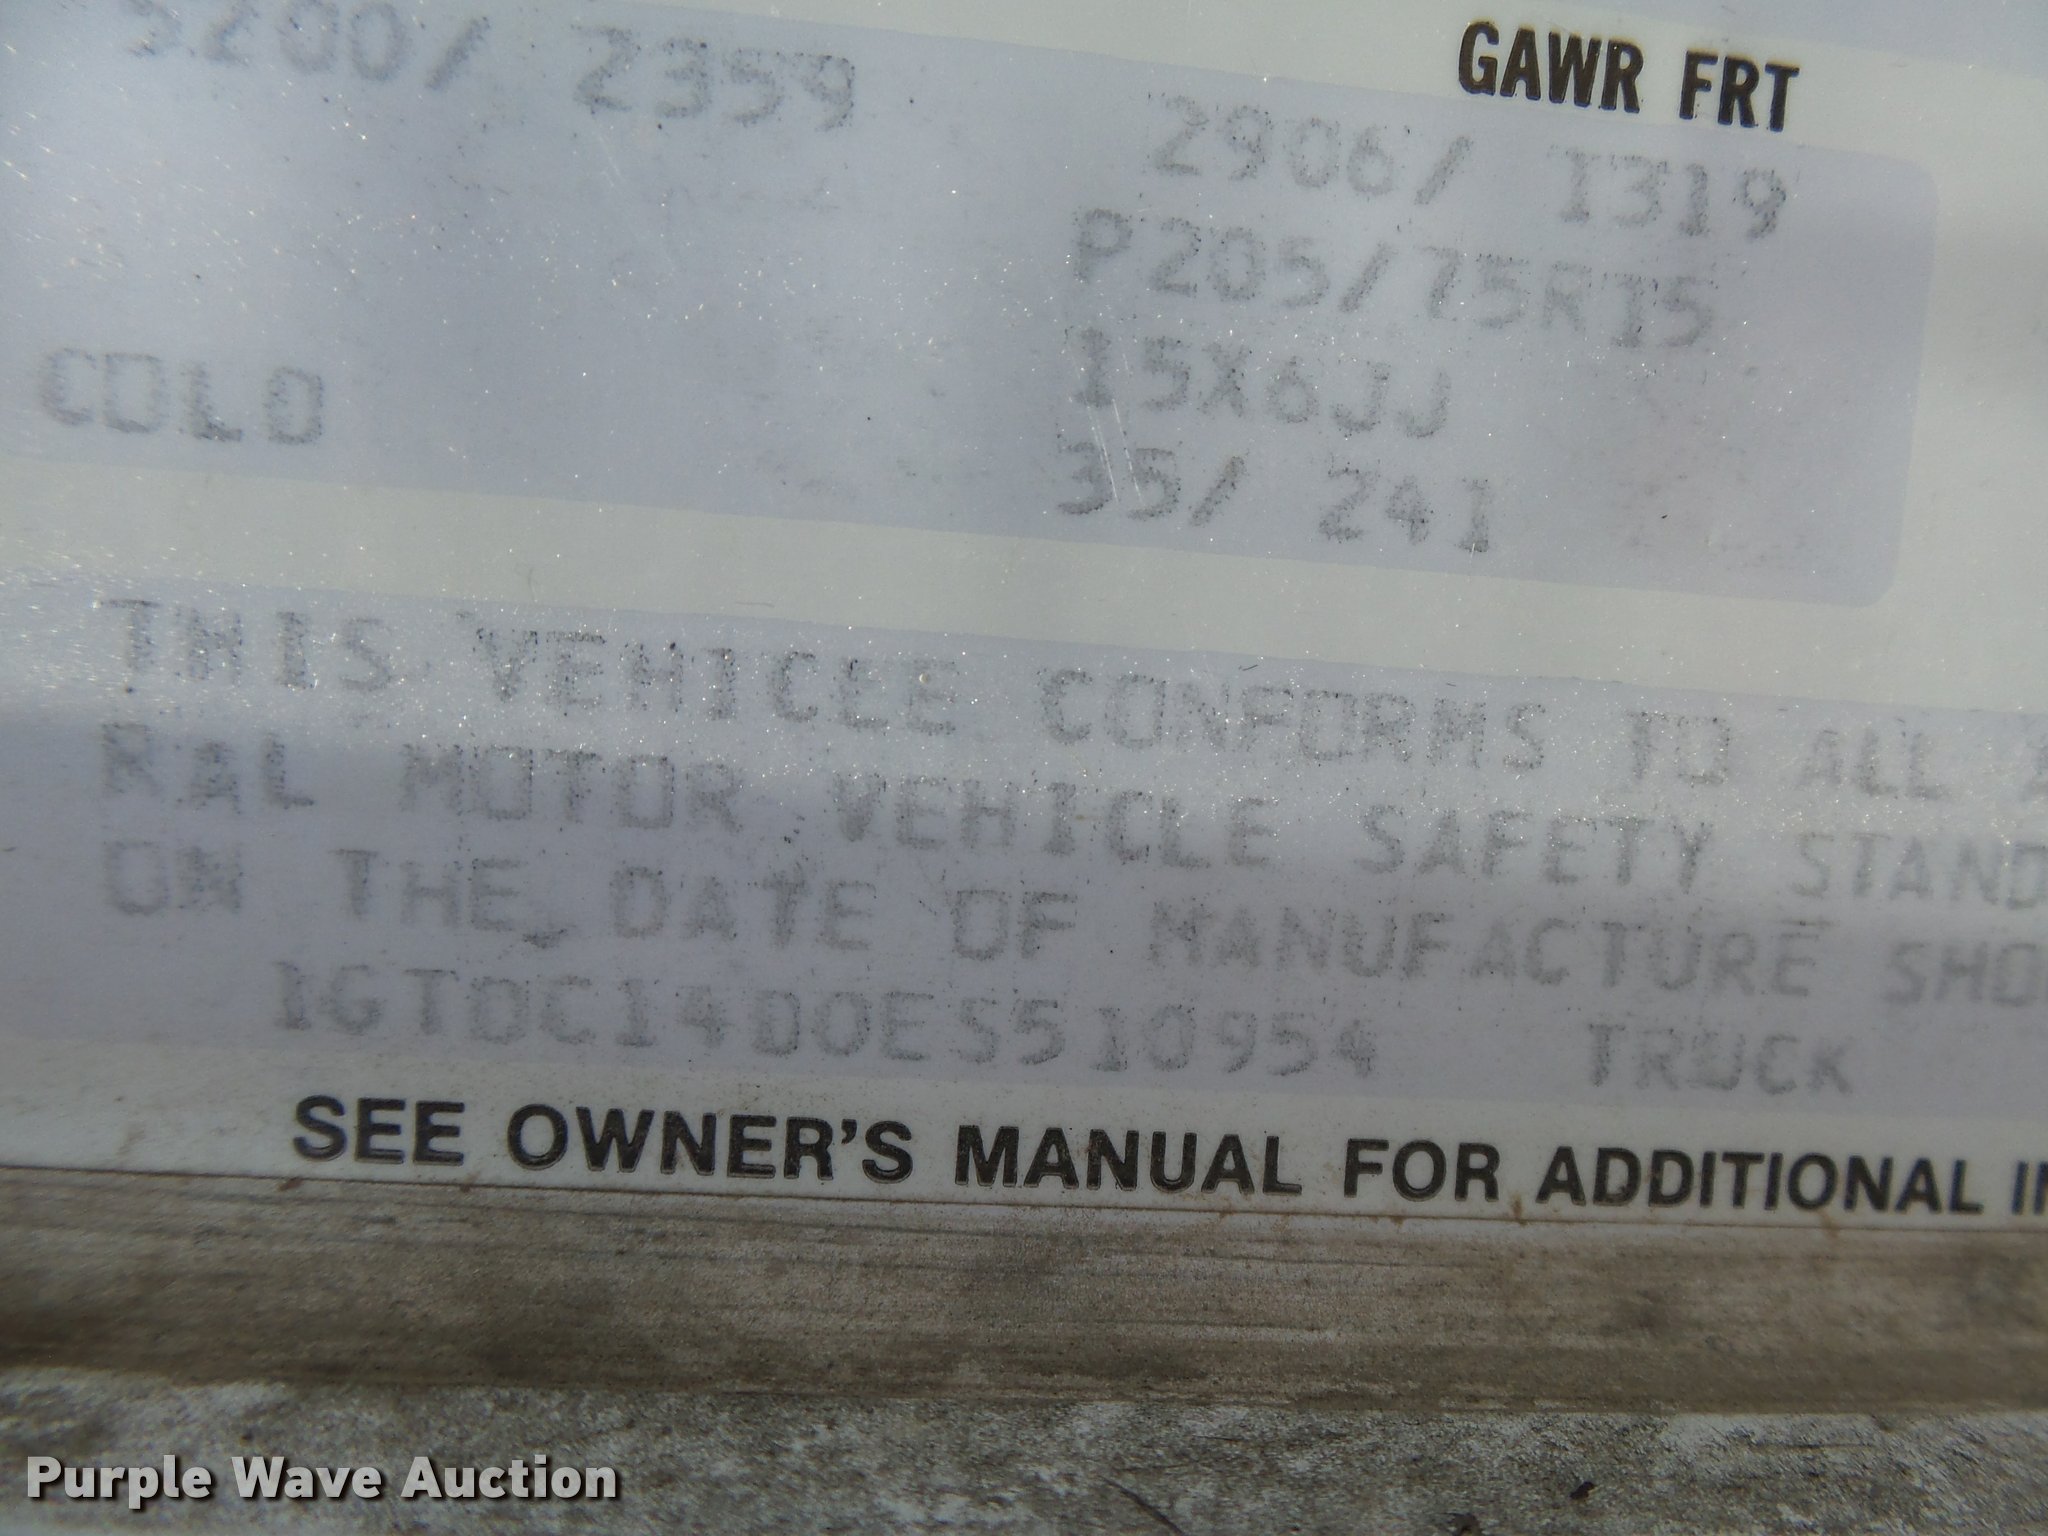 GAWR FRT
5200/ 2359
2906/ 1319
P205/75R15
15X6JJ
COLD
35/ 241
THIS VEHICLE CONFORMS TO ALL
RAL MOTOR VEHICLE SAFETY STAND
ON THE DATE OF MANUFACTURE SHO
1GTDC14D0ES510954 TRUCK
SEE OWNER'S MANUAL FOR ADDITIONAL IN
Purple Wave Auction